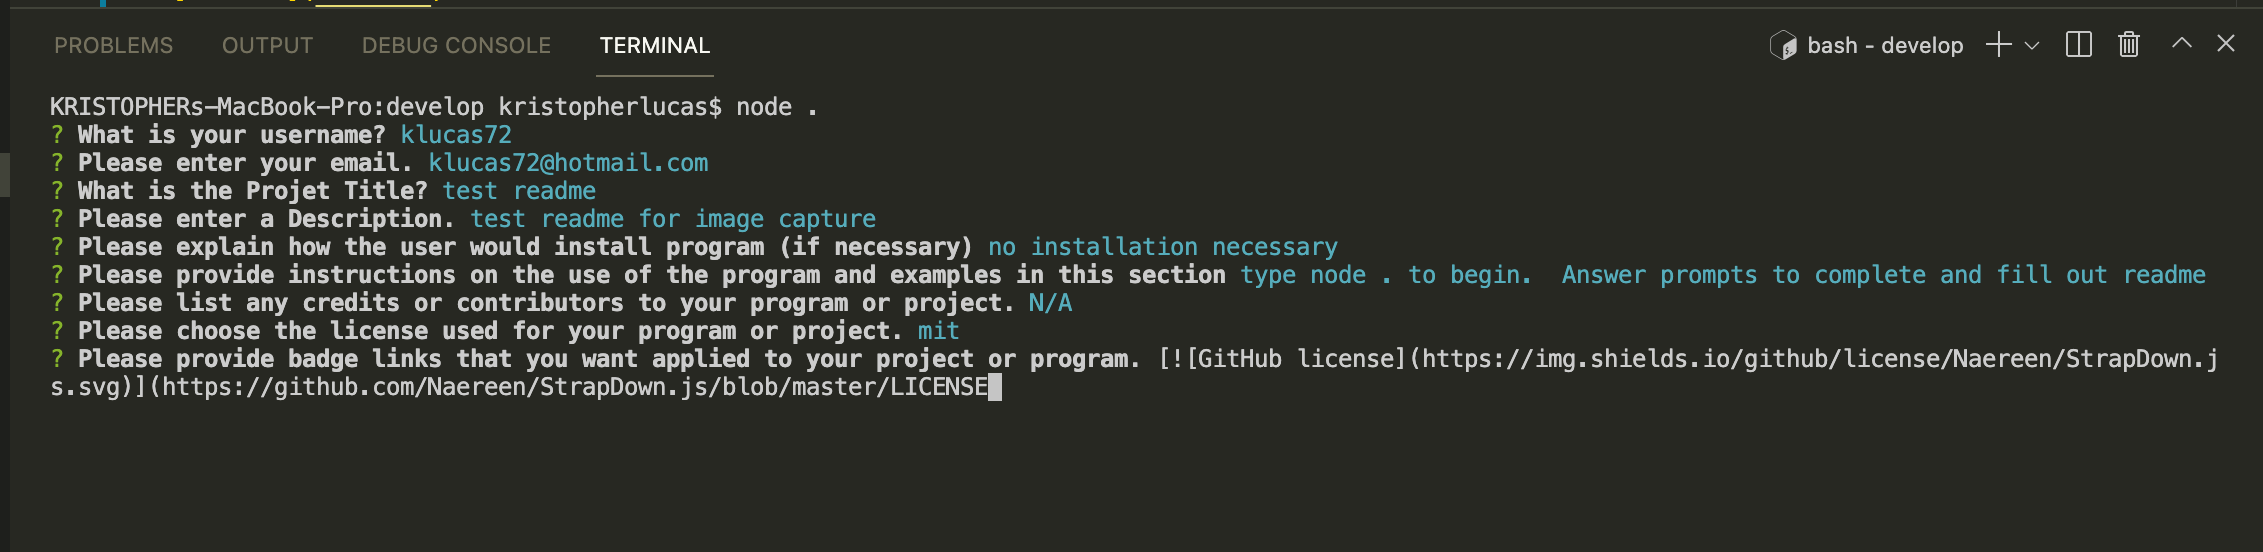 PROBLEMS OUTPUT DEBUG CONSOLE TERMINAL bash - develop
KRISTOPHERs-MacBook-Pro:develop kristopherlucas$ node .
? What is your username? klucas72
? Please enter your email. klucas72@hotmail.com
? What is the Projet Title? test readme
? Please enter a Description. test readme for image capture
? Please explain how the user would install program (if necessary) no installation necessary
? Please provide instructions on the use of the program and examples in this section type node . to begin.  Answer prompts to complete and fill out readme
? Please list any credits or contributors to your program or project. N/A
? Please choose the license used for your program or project. mit
? Please provide badge links that you want applied to your project or program. [![GitHub license](https://img.shields.io/github/license/Naereen/StrapDown.j
s.svg)](https://github.com/Naereen/StrapDown.js/blob/master/LICENSE